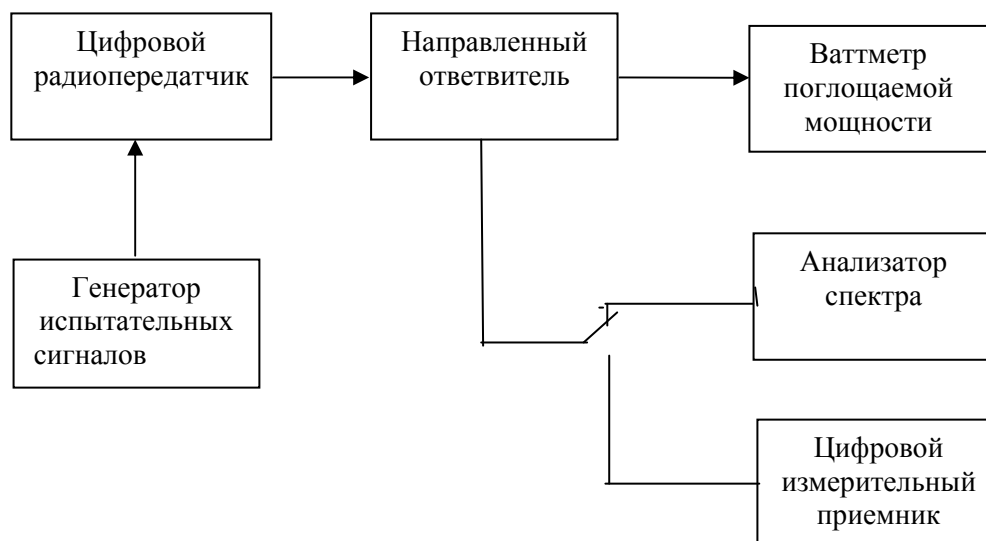 Цифровой
радиопередатчик
Направленный
ответвитель
Ваттметр
поглощаемой
мощности
Генератор
испытательных
сигналов
Анализатор
спектра
Цифровой
измерительный
приемник